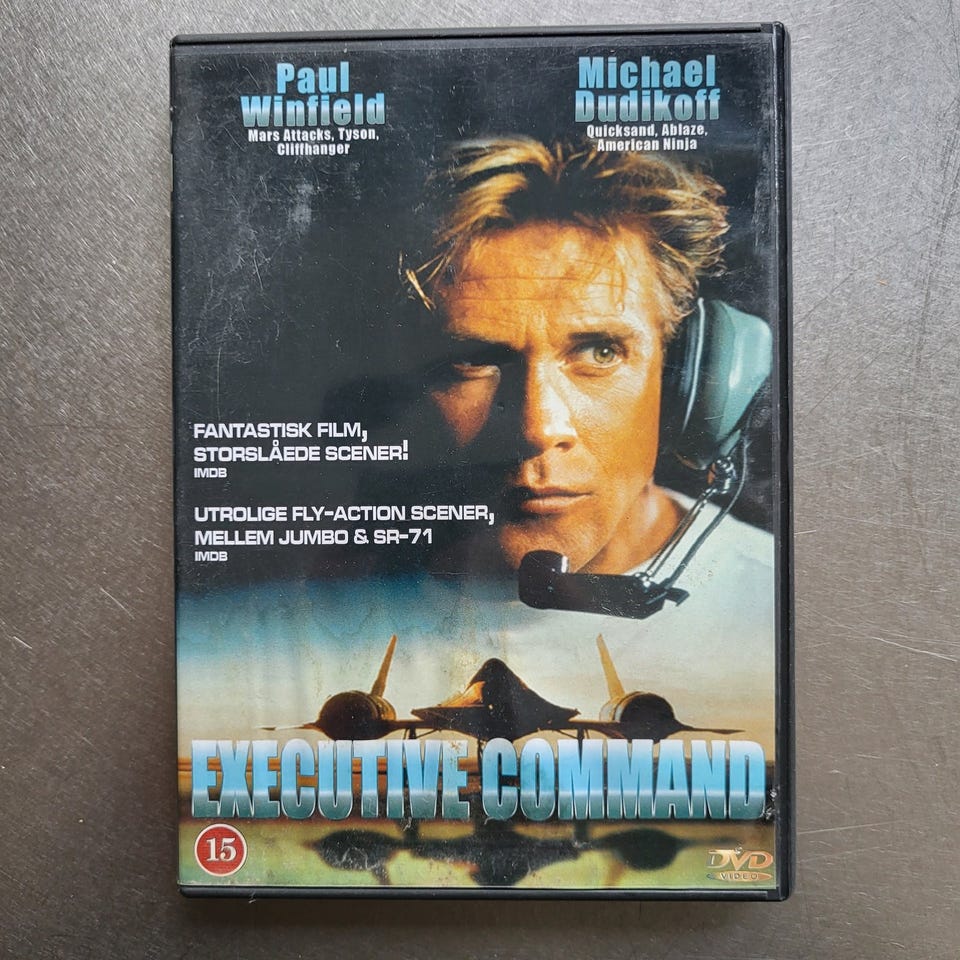 Paul
Winfield
Mars Attacks, Tyson,
Cliffhanger
Michael
Dudikoff
Quicksand, Ablaze,
American Ninja
FANTASTISK FILM,
STORSLÅEDE SCENER!
IMDB
UTROLIGE FLY-ACTION SCENER,
MELLEM JUMBO & SR-71
IMDB
EXECUTIVE COMMAND
15
DVD
VIDEO